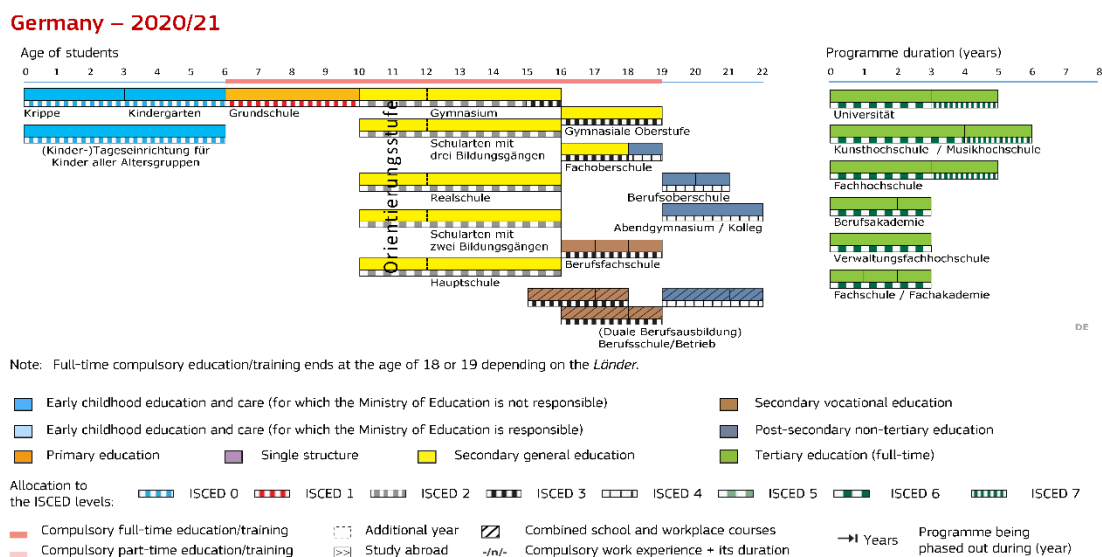 Germany – 2020/21
Age of students
Programme duration (years)
0 1 2 3 4 5 6 7 8 9 10 11 12 13 14 15 16 17 18 19 20 21 22
0 1 2 3 4 5 6 7 8
Krippe
Kindergarten
Grundschule
Gymnasium
Universität
(Kinder-)Tageseinrichtung für
Kinder aller Altersgruppen
Orientierungsstufe
Schularten mit
drei Bildungsgängen
Gymnasiale Oberstufe
Fachoberschule
Kunsthochschule / Musikhochschule
Realschule
Berufsoberschule
Fachhochschule
Schularten mit
zwei Bildungsgängen
Abendgymnasium / Kolleg
Berufsakademie
Hauptschule
Berufsfachschule
Verwaltungsfachhochschule
Fachschule / Fachakademie
(Duale Berufsausbildung)
Berufsschule/Betrieb
DE
Note: Full-time compulsory education/training ends at the age of 18 or 19 depending on the Länder.
Early childhood education and care (for which the Ministry of Education is not responsible)
Secondary vocational education
Early childhood education and care (for which the Ministry of Education is responsible)
Post-secondary non-tertiary education
Primary education
Single structure
Secondary general education
Tertiary education (full-time)
Allocation to
the ISCED levels:
ISCED 0
ISCED 1
ISCED 2
ISCED 3
ISCED 4
ISCED 5
ISCED 6
ISCED 7
Compulsory full-time education/training
Additional year
Combined school and workplace courses
Years
Programme being
phased out during (year)
Compulsory part-time education/training
>> Study abroad
-/n/- Compulsory work experience + its duration